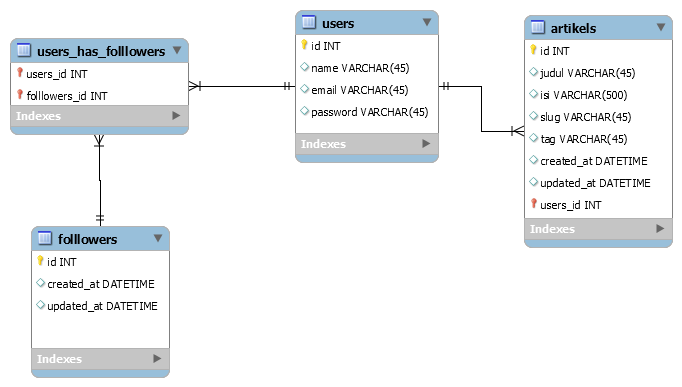 users_has_folllowers
users_id INT
folllowers_id INT
Indexes
users
id INT
name VARCHAR(45)
email VARCHAR(45)
password VARCHAR(45)
Indexes
artikels
id INT
judul VARCHAR(45)
isi VARCHAR(500)
slug VARCHAR(45)
tag VARCHAR(45)
created_at DATETIME
updated_at DATETIME
users_id INT
Indexes
folllowers
id INT
created_at DATETIME
updated_at DATETIME
Indexes